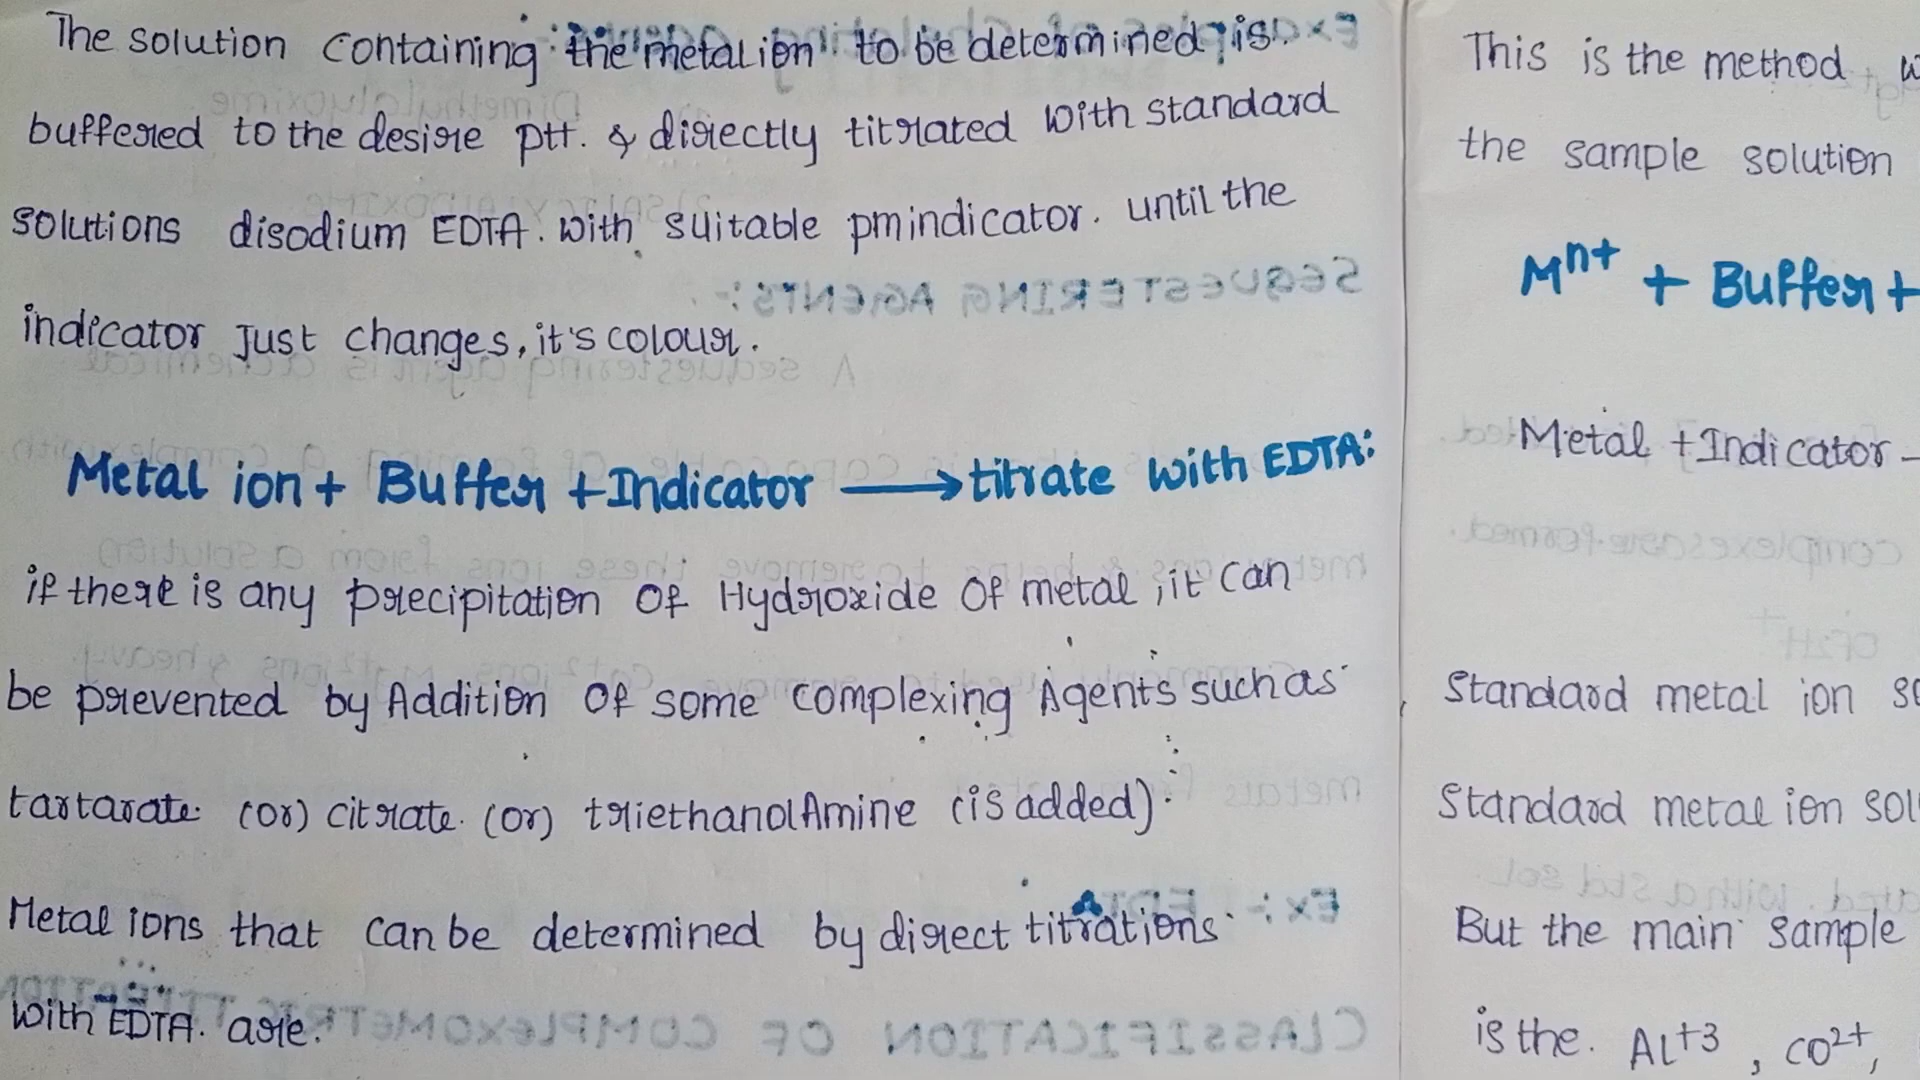 The solution containing the metal ion to be determined is
buffered to the desire pH. & directly titrated with standard
solutions disodium EDTA. with suitable pm indicator. until the
indicator Just changes, it's colour.
Metal ion + Buffer + Indicator ⟶ titrate with EDTA:
if there is any precipitation of Hydroxide of metal, it can
be prevented by Addition of some complexing Agents such as
tartarate (or) citrate. (or) triethanolAmine (is added).
Metal ions that can be determined by direct titrations
with EDTA. are.
This is the method
the sample solution
Mⁿ⁺ + Buffer +
Metal + Indicator
Standard metal ion
Standard metal ion
But the main sample
is the. Al⁺³, CO²⁺,